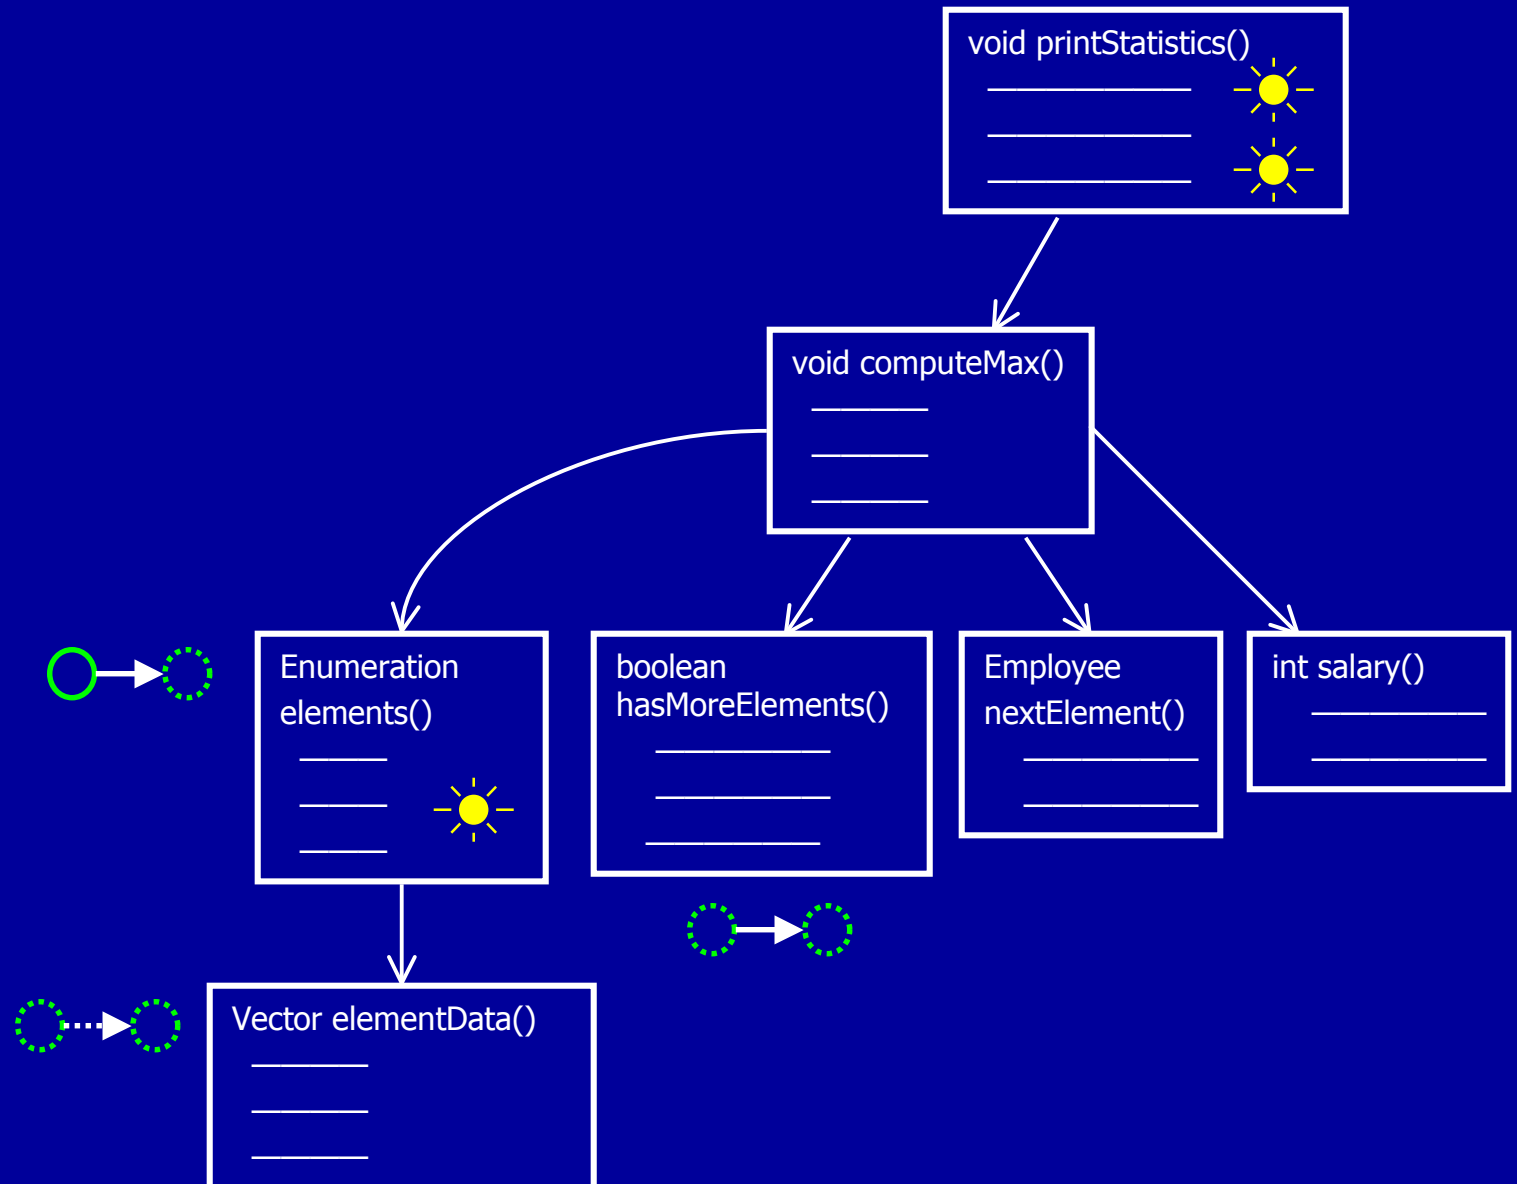 void printStatistics()
void computeMax()
Enumeration
elements()
boolean
hasMoreElements()
Employee
nextElement()
int salary()
Vector elementData()